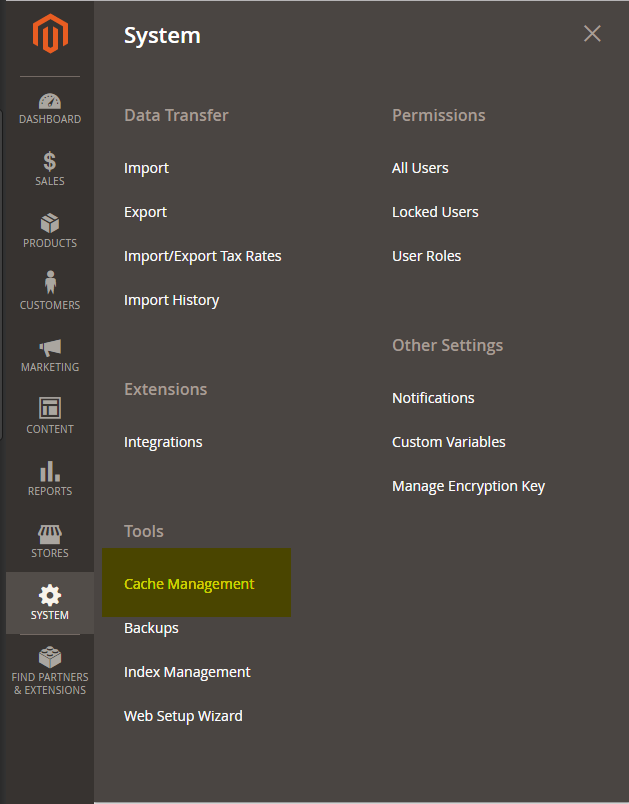 DASHBOARD
SALES
PRODUCTS
CUSTOMERS
MARKETING
CONTENT
REPORTS
STORES
SYSTEM
FIND PARTNERS
& EXTENSIONS
System
Data Transfer
Import
Export
Import/Export Tax Rates
Import History
Extensions
Integrations
Tools
Cache Management
Backups
Index Management
Web Setup Wizard
Permissions
All Users
Locked Users
User Roles
Other Settings
Notifications
Custom Variables
Manage Encryption Key